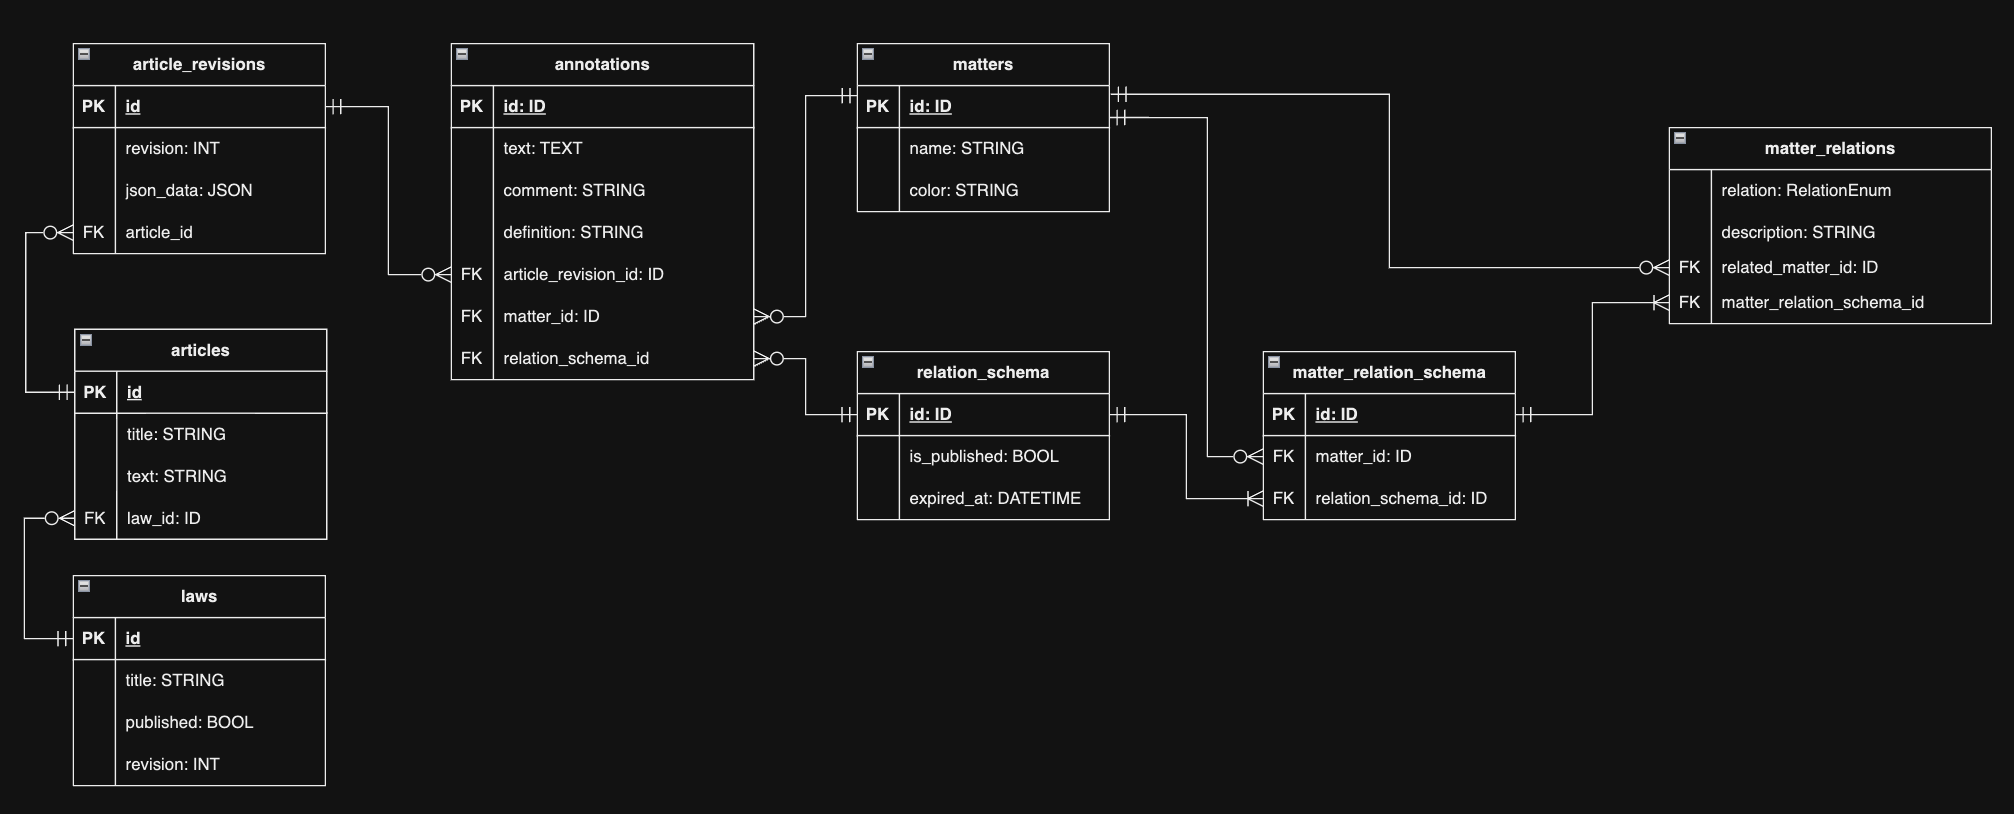 article_revisions
PK id
revision: INT
json_data: JSON
FK article_id
articles
PK id
title: STRING
text: STRING
FK law_id: ID
laws
PK id
title: STRING
published: BOOL
revision: INT
annotations
PK id: ID
text: TEXT
comment: STRING
definition: STRING
FK article_revision_id: ID
FK matter_id: ID
FK relation_schema_id
matters
PK id: ID
name: STRING
color: STRING
relation_schema
PK id: ID
is_published: BOOL
expired_at: DATETIME
matter_relation_schema
PK id: ID
FK matter_id: ID
FK relation_schema_id: ID
matter_relations
relation: RelationEnum
description: STRING
FK related_matter_id: ID
FK matter_relation_schema_id